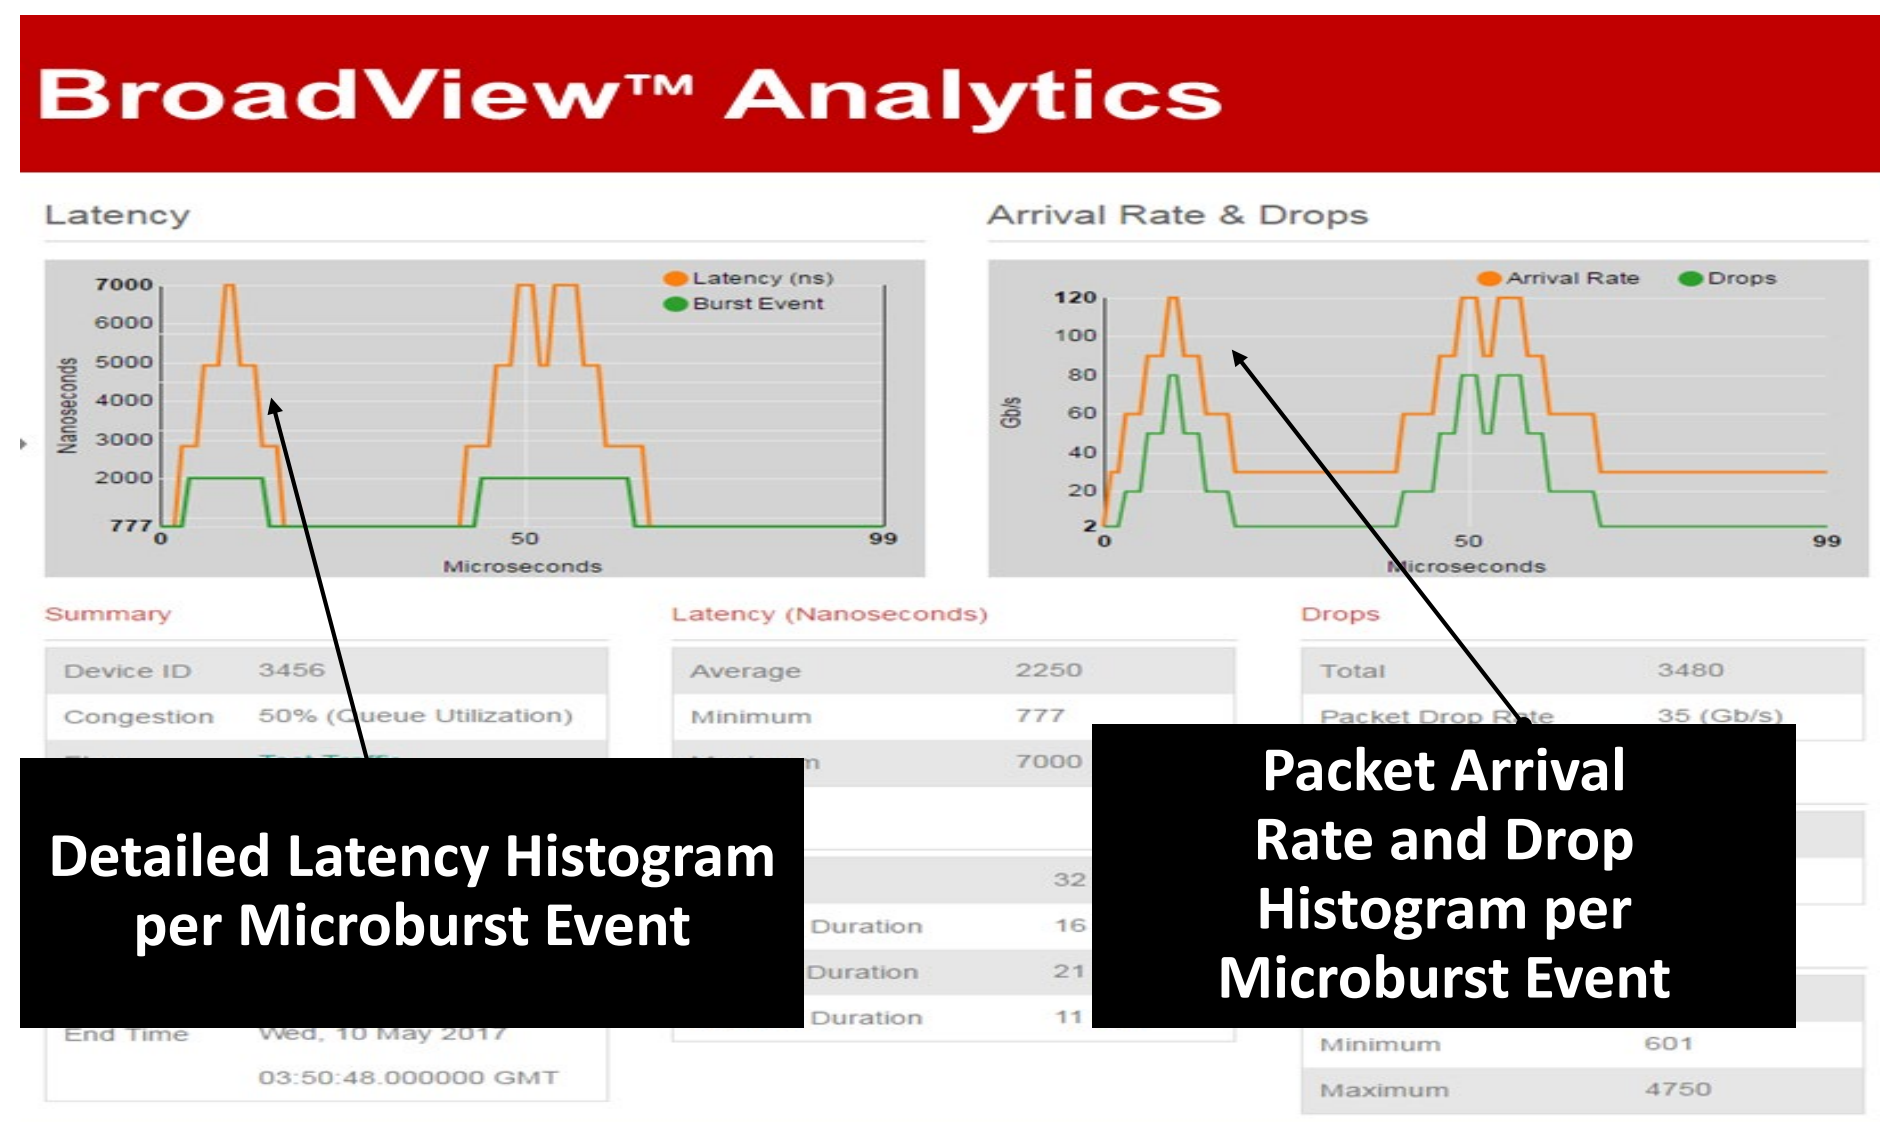 BroadView™ Analytics
Latency
Latency (ns)
Burst Event
7000
6000
5000
4000
3000
2000
777
Nanoseconds
0 50 99
Microseconds
Arrival Rate & Drops
Arrival Rate Drops
120
100
80
60
40
20
2
Gb/s
0 50 99
Microseconds
Summary
Device ID 3456
Congestion 50% (Queue Utilization)
End Time Wed, 10 May 2017
03:50:48.000000 GMT
Latency (Nanoseconds)
Average 2250
Minimum 777
7000
32
Duration 16
Duration 21
Duration 11
Drops
Total 3480
Packet Drop Rate 35 (Gb/s)
Minimum 601
Maximum 4750
Detailed Latency Histogram
per Microburst Event
Packet Arrival
Rate and Drop
Histogram per
Microburst Event